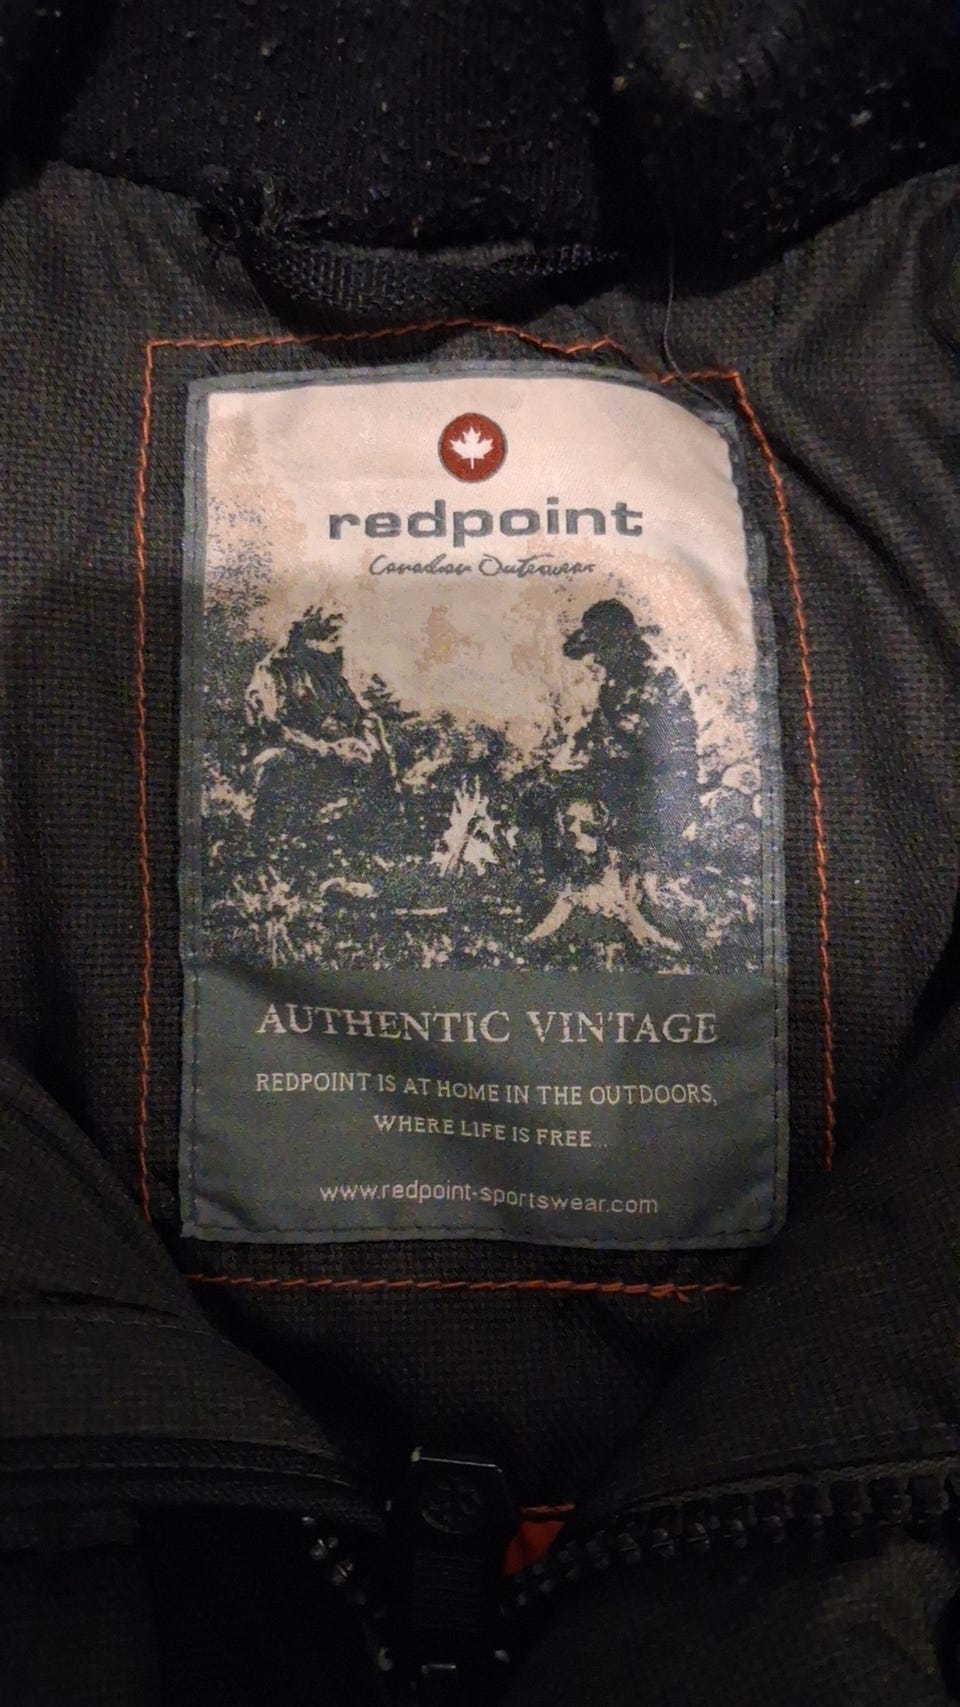 redpoint
Canadian Outerwear
AUTHENTIC VINTAGE
REDPOINT IS AT HOME IN THE OUTDOORS,
WHERE LIFE IS FREE...
www.redpoint-sportswear.com